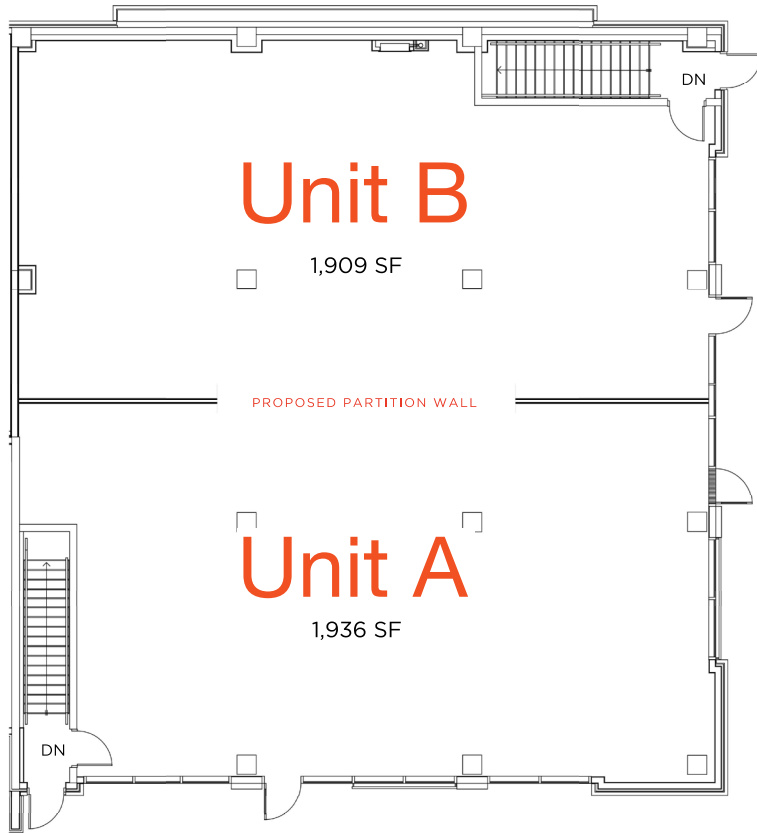 DN
Unit B
1,909 SF
PROPOSED PARTITION WALL
Unit A
1,936 SF
DN